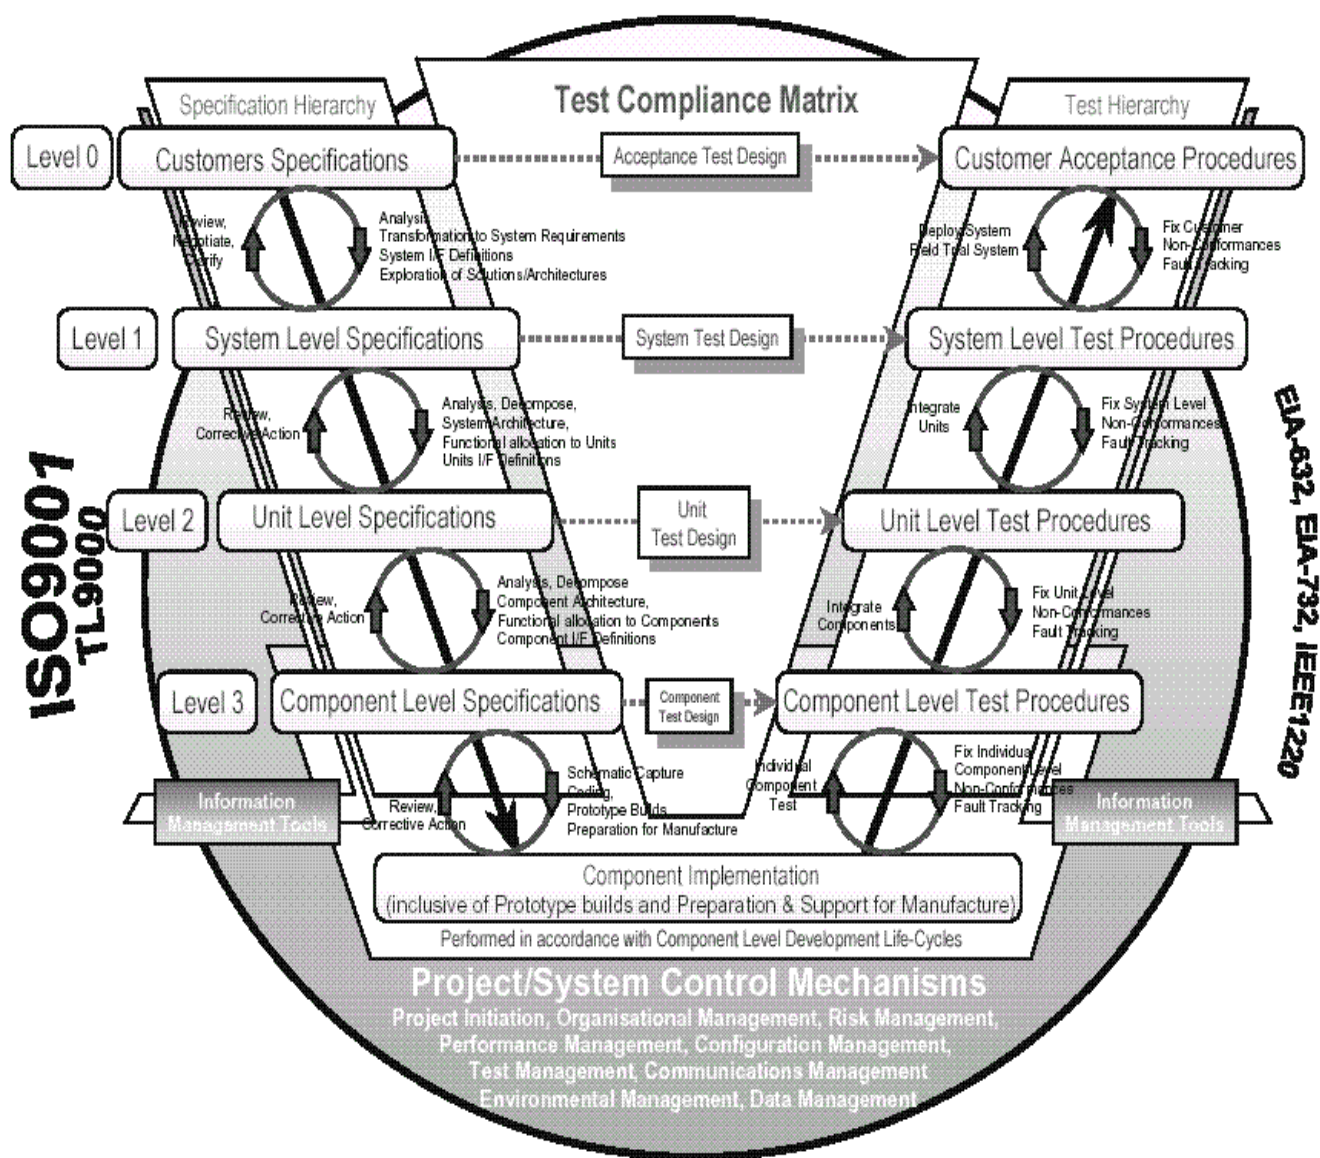 Test Compliance Matrix
Specification Hierarchy
Test Hierarchy
Level 0
Customers Specifications
Acceptance Test Design
Customer Acceptance Procedures
Review,
Negotiate,
Clarify
Analysis
Transformation to System Requirements
System I/F Definitions
Exploration of Solutions/Architectures
Deploy System
Field Trial System
Fix Customer
Non-Conformances
Fault Tracking
Level 1
System Level Specifications
System Test Design
System Level Test Procedures
Review,
Corrective Action
Analysis, Decompose,
System Architecture,
Functional allocation to Units
Units I/F Definitions
Integrate
Units
Fix System Level
Non-Conformances
Fault Tracking
ISO9001
TL9000
EIA-632, EIA-732, IEEE1220
Level 2
Unit Level Specifications
Unit
Test Design
Unit Level Test Procedures
Review,
Corrective Action
Analysis, Decompose
Component Architecture,
Functional allocation to Components
Component I/F Definitions
Integrate
Components
Fix Unit Level
Non-Conformances
Fault Tracking
Level 3
Component Level Specifications
Component
Test Design
Component Level Test Procedures
Review,
Corrective Action
Schematic Capture
Coding,
Prototype Builds
Preparation for Manufacture
Individual
Component
Test
Fix Individual
Component Level
Non-Conformances
Fault Tracking
Information
Management Tools
Information
Management Tools
Component Implementation
(inclusive of Prototype builds and Preparation & Support for Manufacture)
Performed in accordance with Component Level Development Life-Cycles
Project/System Control Mechanisms
Project Initiation, Organisational Management, Risk Management,
Performance Management, Configuration Management,
Test Management, Communications Management
Environmental Management, Data Management